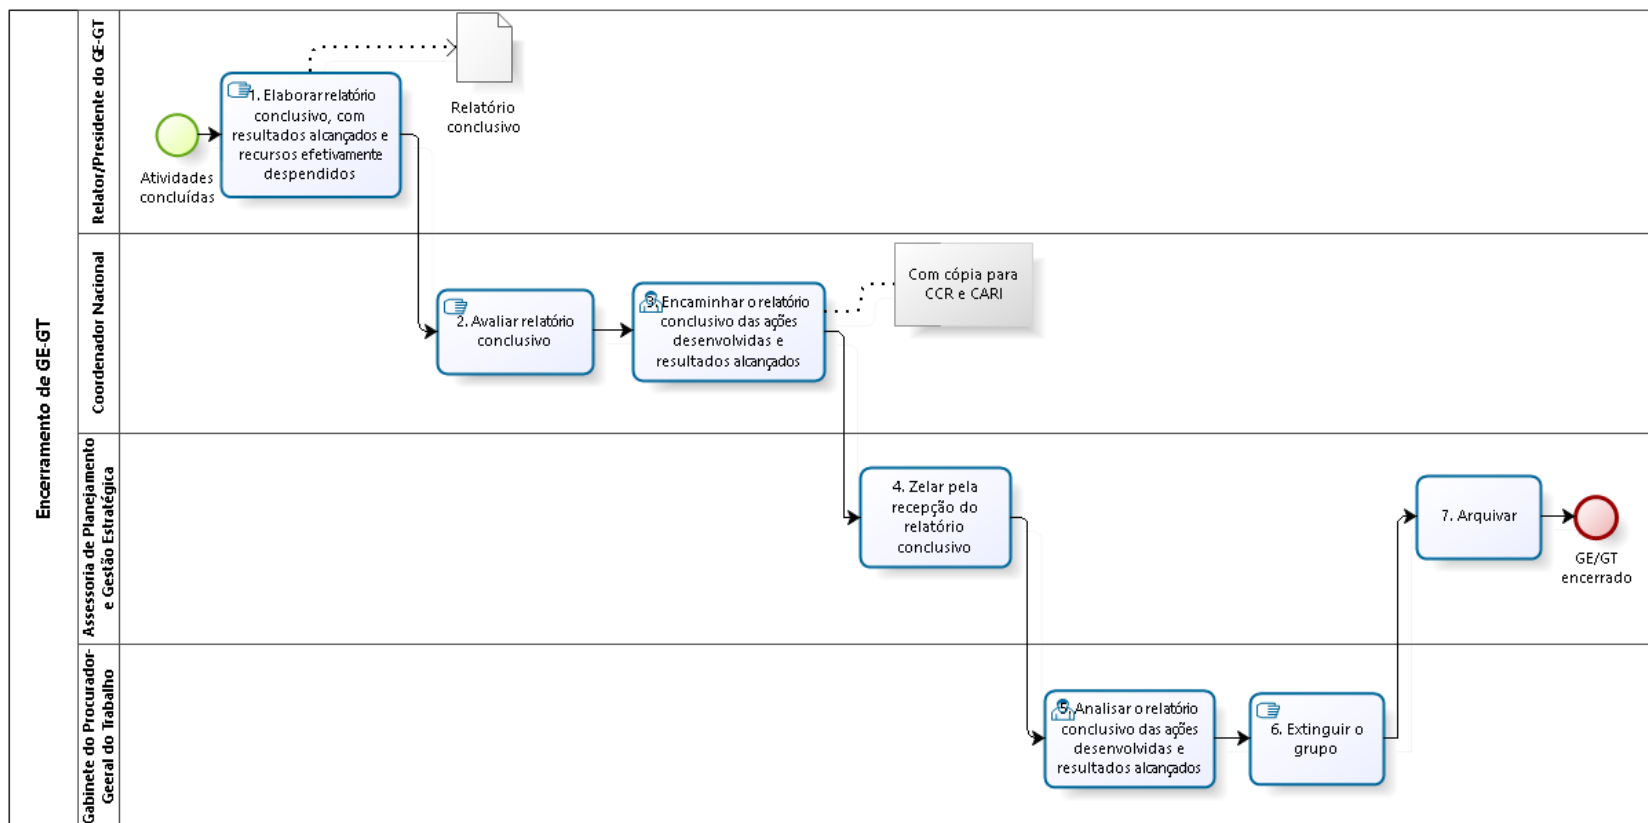 Encerramento de GE-GT
Relator/Presidente do GE-GT
Atividades
concluídas
1. Elaborar relatório
conclusivo, com
resultados alcançados e
recursos efetivamente
despendidos
Relatório
conclusivo
Coordenador Nacional
2. Avaliar relatório
conclusivo
3. Encaminhar o relatório
conclusivo das ações
desenvolvidas e
resultados alcançados
Com cópia para
CCR e CARI
Assessoria de Planejamento
e Gestão Estratégica
4. Zelar pela
recepção do
relatório
conclusivo
7. Arquivar
GE/GT
encerrado
Gabinete do Procurador-
Geeral do Trabalho
5. Analisar o relatório
conclusivo das ações
desenvolvidas e
resultados alcançados
6. Extinguir o
grupo